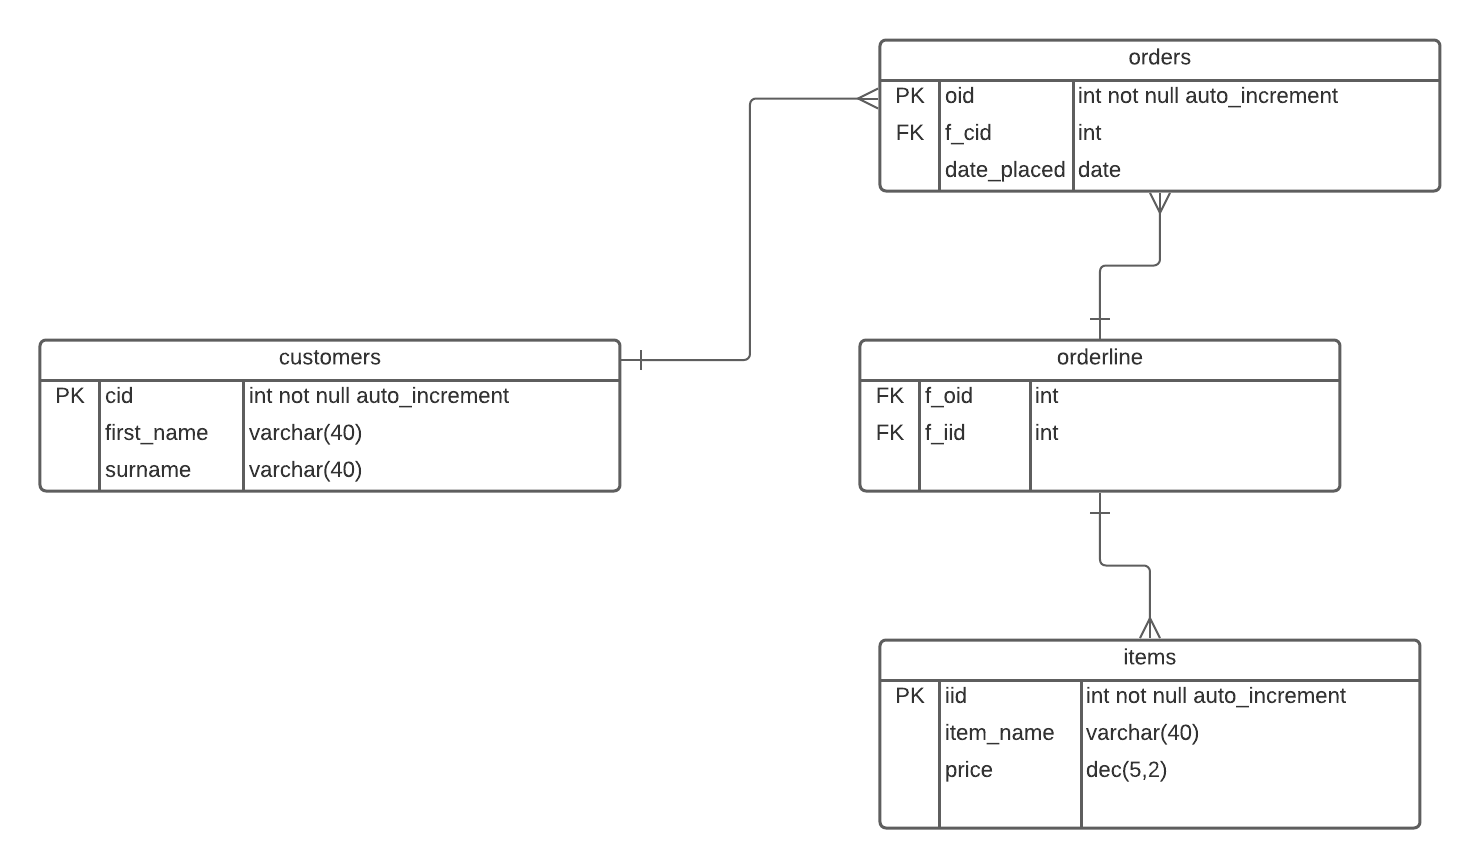 orders
PK oid int not null auto_increment
FK f_cid int
date_placed date
customers
PK cid int not null auto_increment
first_name varchar(40)
surname varchar(40)
orderline
FK f_oid int
FK f_iid int
items
PK iid int not null auto_increment
item_name varchar(40)
price dec(5,2)